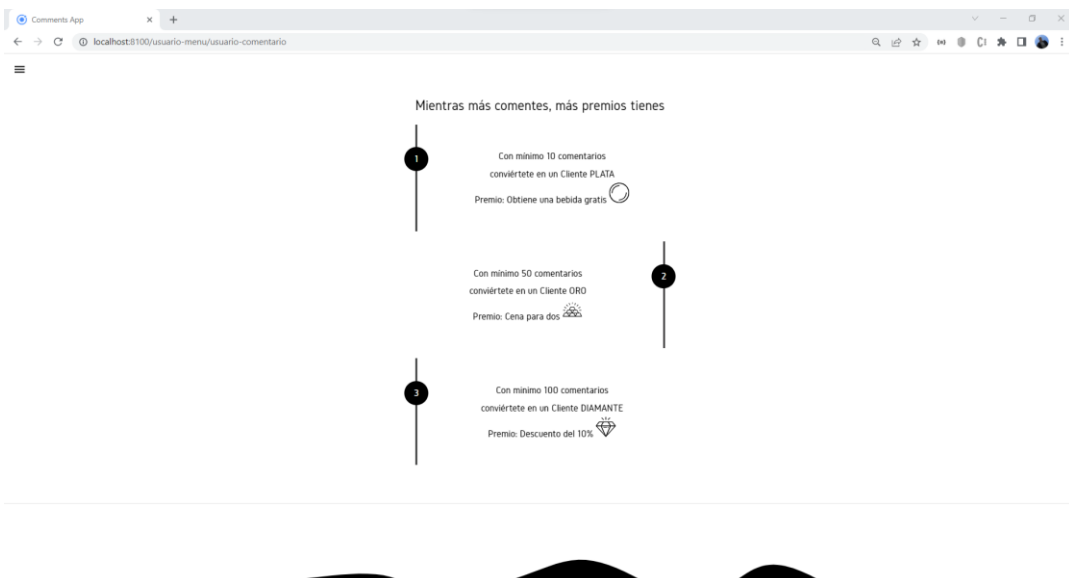 Comments App
localhost:8100/usuario-menu/usuario-comentario
Mientras más comentes, más premios tienes
1
Con mínimo 10 comentarios
conviértete en un Cliente PLATA
Premio: Obtiene una bebida gratis
2
Con mínimo 50 comentarios
conviértete en un Cliente ORO
Premio: Cena para dos
3
Con mínimo 100 comentarios
conviértete en un Cliente DIAMANTE
Premio: Descuento del 10%